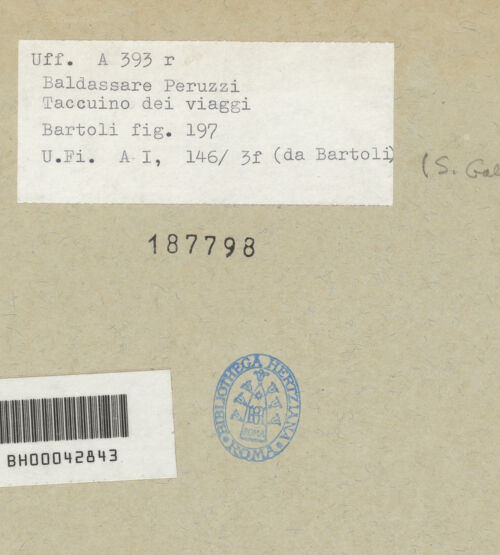 Uff. A 393 r
Baldassare Peruzzi
Taccuino dei viaggi
Bartoli fig. 197
U.Fi. A I, 146/ 3f (da Bartoli)
(S. Gal
187798
BIBLIOTHECA HERTZIANA
ROMA
ROMA
BH00042843